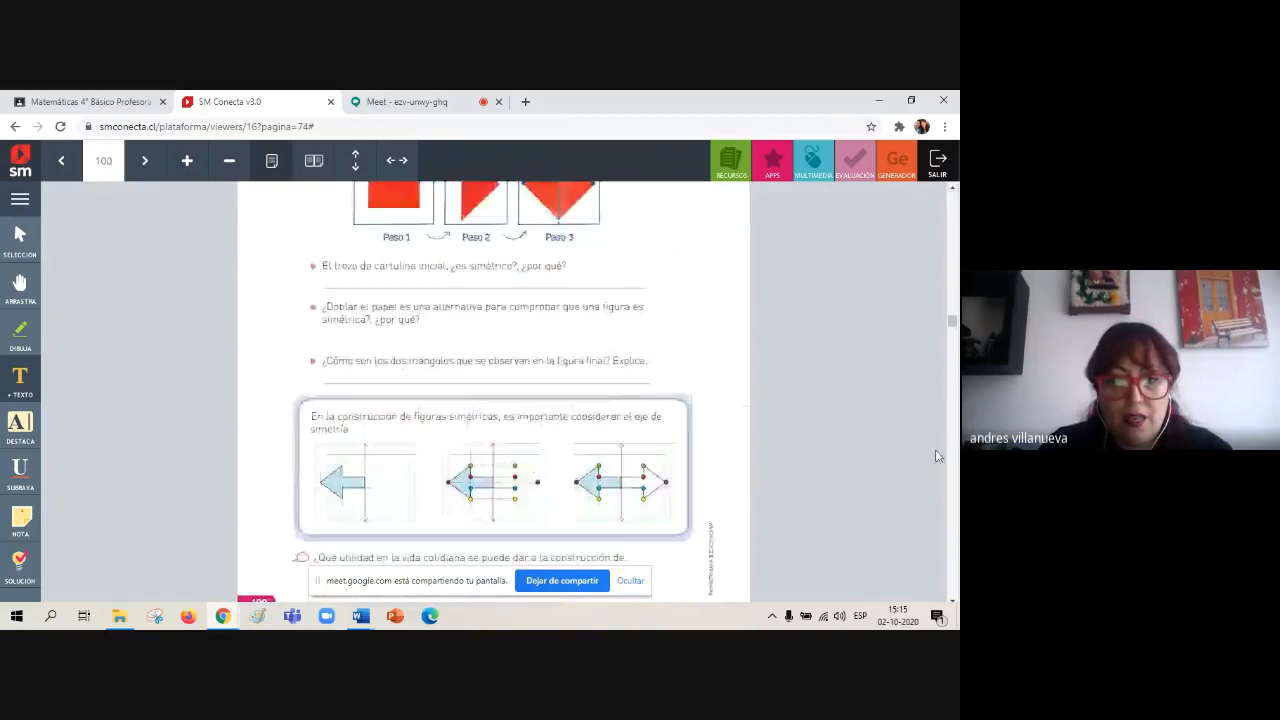 Matemáticas 4° Básico Profesora
SM Conecta v3.0
Meet - ezv-unwy-ghq
smconecta.cl/plataforma/viewers/16?pagina=74#
sm
100
RECURSOS
APPS
MULTIMEDIA
EVALUACIÓN
Ge
GENERADOR
SALIR
SELECCIÓN
ARRASTRA
DIBUJA
T
+ TEXTO
A
DESTACA
U
SUBRAYA
NOTA
SOLUCIÓN
Paso 1
Paso 2
Paso 3
El trozo de cartulina inicial, ¿es simétrico?, ¿por qué?
¿Doblar el papel es una alternativa para comprobar que una figura es
simétrica?, ¿por qué?
¿Cómo son los dos triángulos que se observan en la figura final? Explica.
En la construcción de figuras simétricas, es importante considerar el eje de
simetría
¿Qué utilidad en la vida cotidiana se puede dar a la construcción de
meet.google.com está compartiendo tu pantalla.
Dejar de compartir
Ocultar
andres villanueva
ESP
15:15
02-10-2020
1